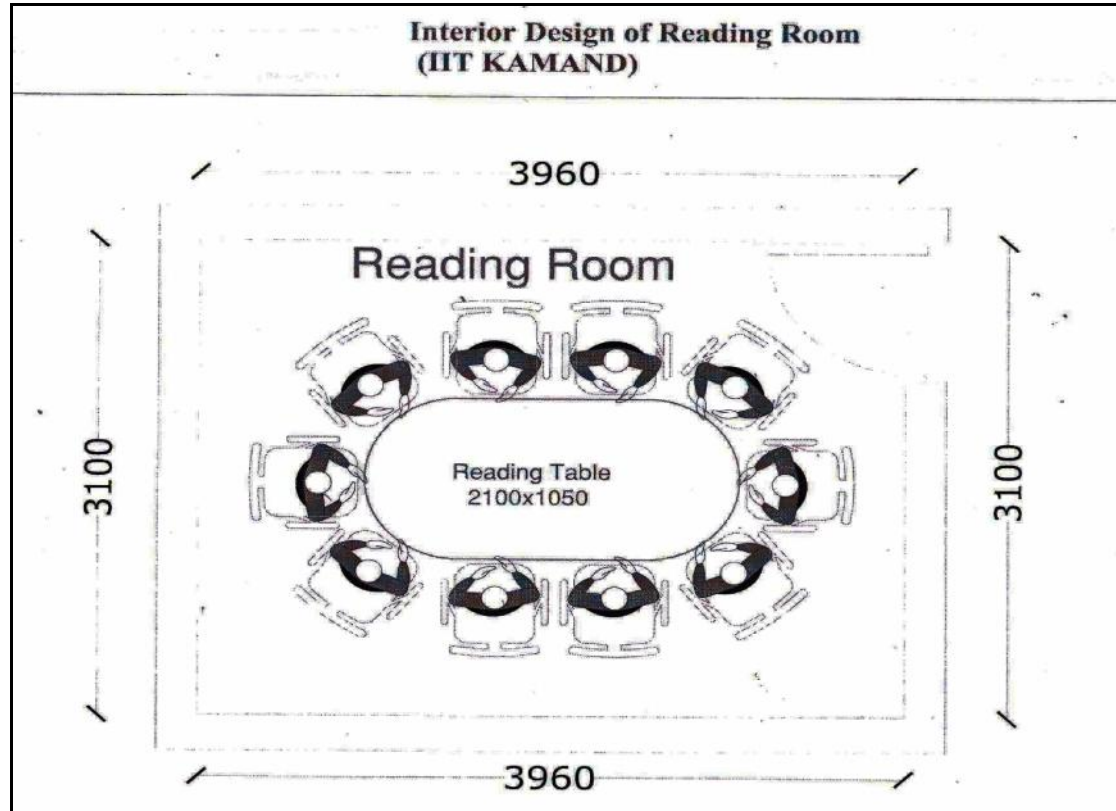 Interior Design of Reading Room
(IIT KAMAND)
3960
Reading Room
3100
Reading Table
2100x1050
3100
3960